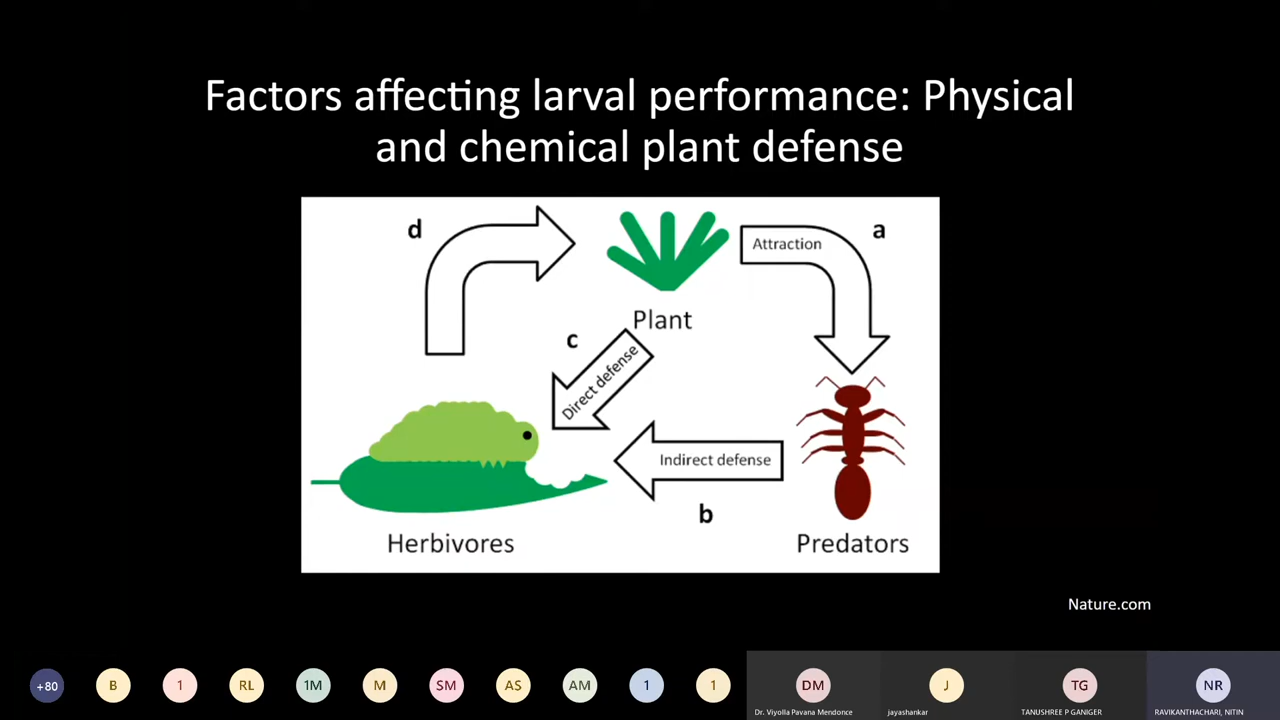 Factors affecting larval performance: Physical
and chemical plant defense
d
Attraction
a
Plant
c
Direct defense
Indirect defense
b
Herbivores
Predators
Nature.com
+80
B
1
RL
1M
M
SM
AS
AM
1
1
DM
J
TG
NR
Dr. Viyolla Pavana Mendonce
jayashankar
TANUSHREE P GANIGER
RAVIKANTHACHARI, NITIN